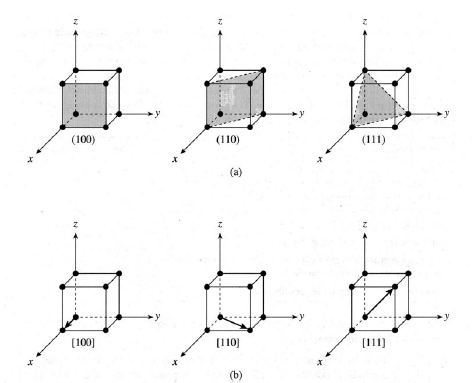 z z z
y y y
(100) (110) (111)
x x x
(a)
z z z
y y y
[100] [110] [111]
x x x
(b)